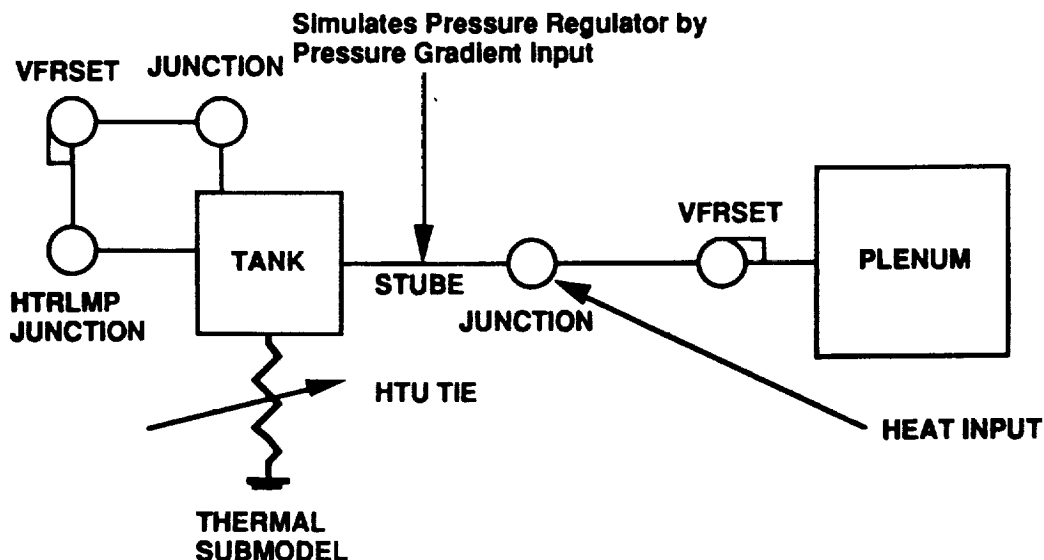 Simulates Pressure Regulator by
Pressure Gradient Input
VFRSET
JUNCTION
VFRSET
TANK
PLENUM
STUBE
JUNCTION
HTRLMP
JUNCTION
HTU TIE
HEAT INPUT
THERMAL
SUBMODEL